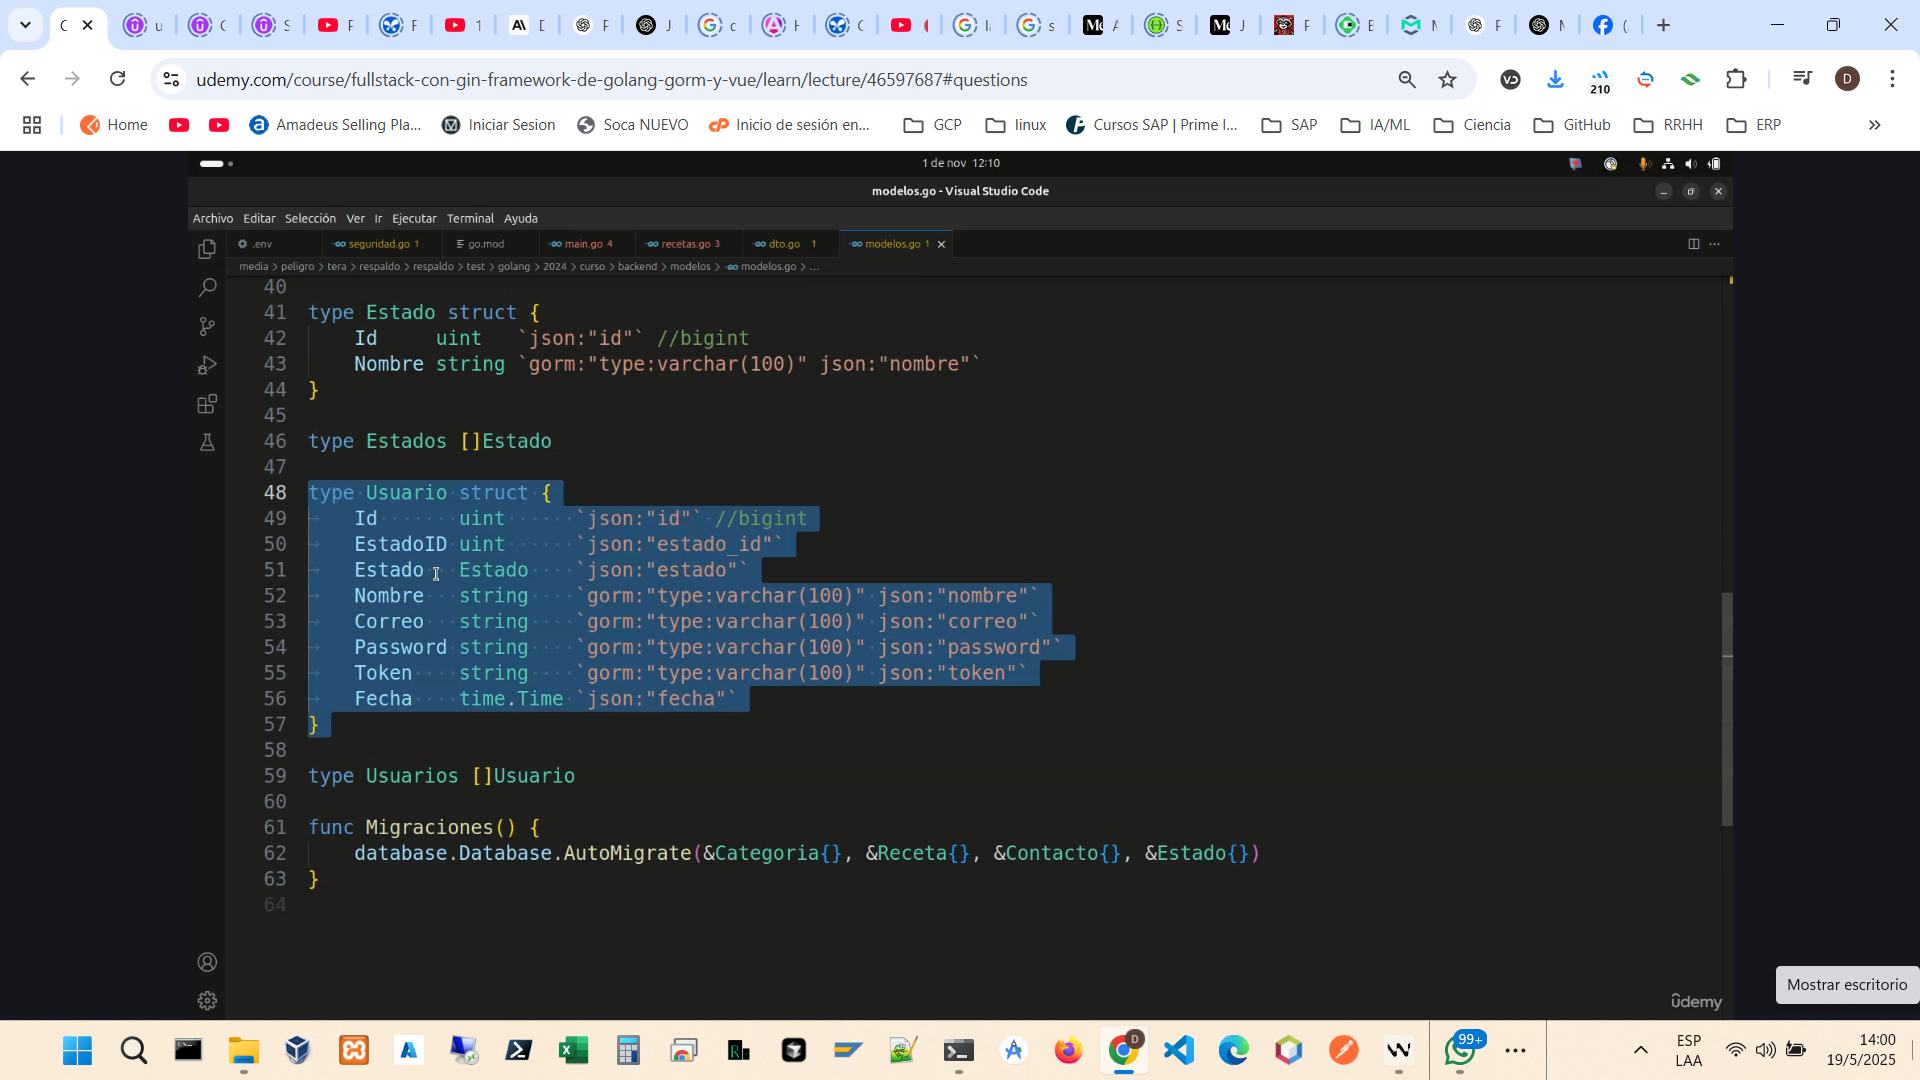 udemy.com/course/fullstack-con-gin-framework-de-golang-gorm-y-vue/learn/lecture/46597687#questions
210
D
Home
Amadeus Selling Pla...
Iniciar Sesion
Soca NUEVO
Inicio de sesión en...
GCP
linux
Cursos SAP | Prime I...
SAP
IA/ML
Ciencia
GitHub
RRHH
ERP
1 de nov 12:10
modelos.go - Visual Studio Code
Archivo Editar Selección Ver Ir Ejecutar Terminal Ayuda
.env
seguridad.go 1
go.mod
main.go 4
recetas.go 3
dto.go 1
modelos.go 1
media > peligro > tera > respaldo > respaldo > test > golang > 2024 > curso > backend > modelos > modelos.go > ...
40
41 type Estado struct {
42 Id uint `json:"id"` //bigint
43 Nombre string `gorm:"type:varchar(100)" json:"nombre"`
44 }
45
46 type Estados []Estado
47
48 type Usuario struct {
49 Id uint `json:"id"` //bigint
50 EstadoID uint `json:"estado_id"`
51 Estado Estado `json:"estado"`
52 Nombre string `gorm:"type:varchar(100)" json:"nombre"`
53 Correo string `gorm:"type:varchar(100)" json:"correo"`
54 Password string `gorm:"type:varchar(100)" json:"password"`
55 Token string `gorm:"type:varchar(100)" json:"token"`
56 Fecha time.Time `json:"fecha"`
57 }
58
59 type Usuarios []Usuario
60
61 func Migraciones() {
62 database.Database.AutoMigrate(&Categoria{}, &Receta{}, &Contacto{}, &Estado{})
63 }
64
Mostrar escritorio
ûdemy
99+
ESP
LAA
14:00
19/5/2025